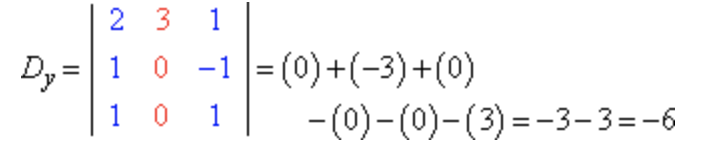 2 3 1
D_y = | 1 0 −1 | = (0)+(−3)+(0)
1 0 1 −(0)−(0)−(3) = −3−3 = −6